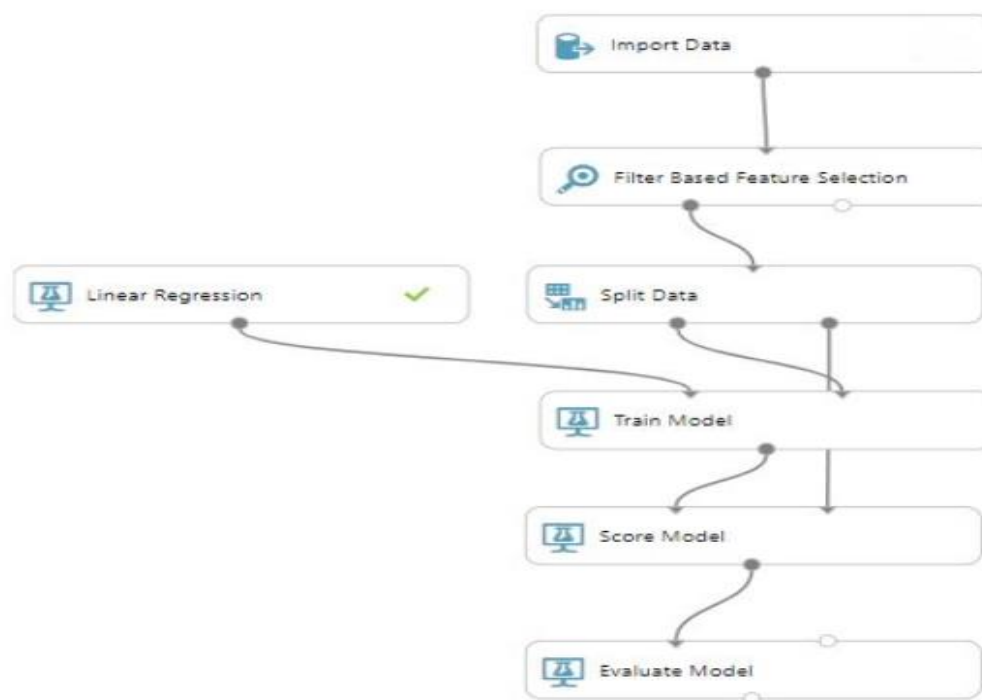 Import Data
Filter Based Feature Selection
Linear Regression
Split Data
Train Model
Score Model
Evaluate Model